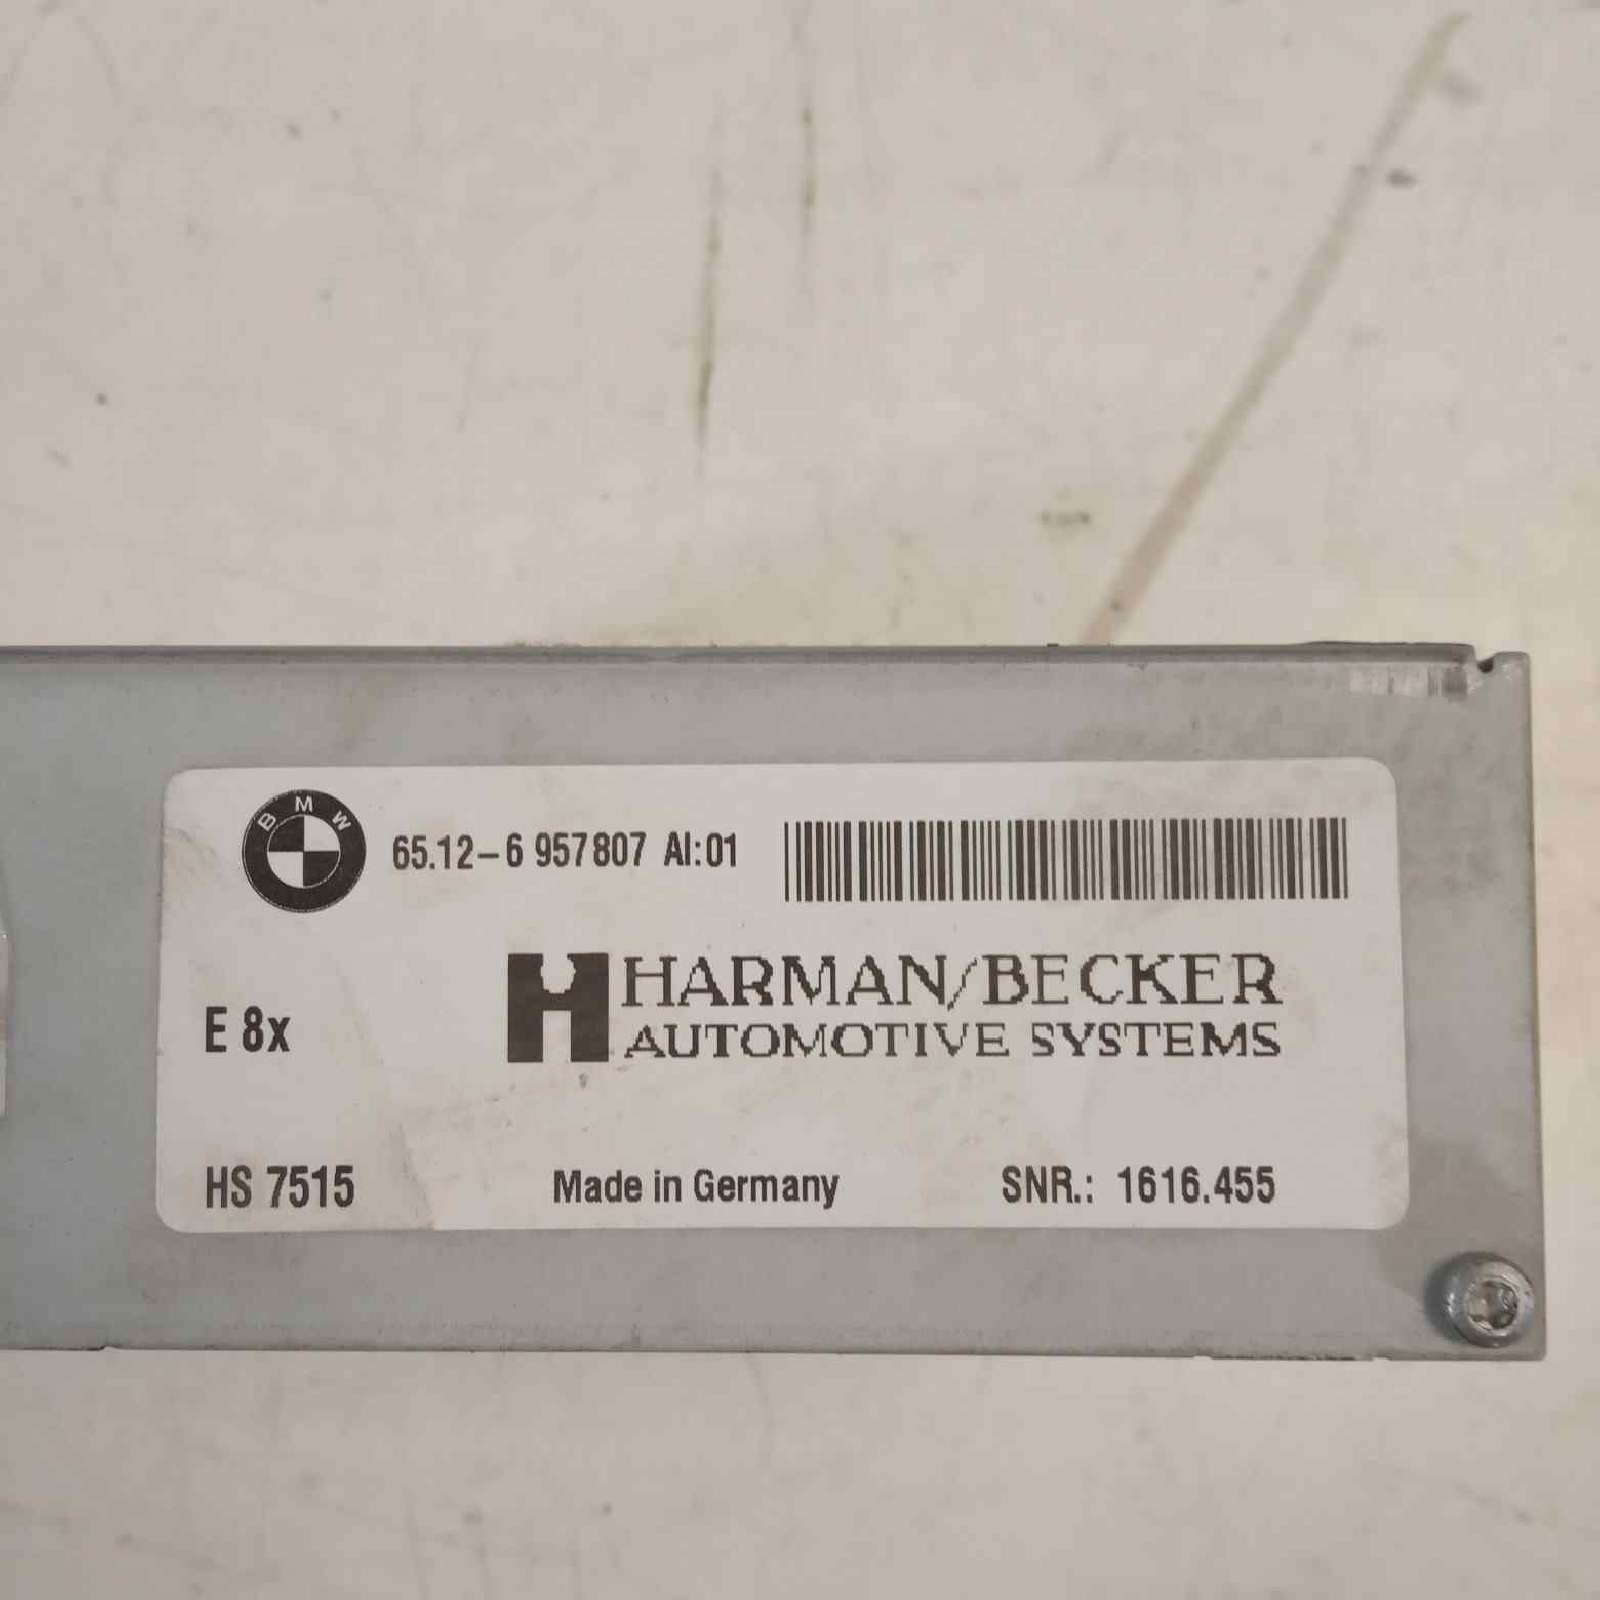 BMW
65.12-6 957807 AI:01
E 8x
H HARMAN/BECKER
AUTOMOTIVE SYSTEMS
HS 7515 Made in Germany SNR.: 1616.455